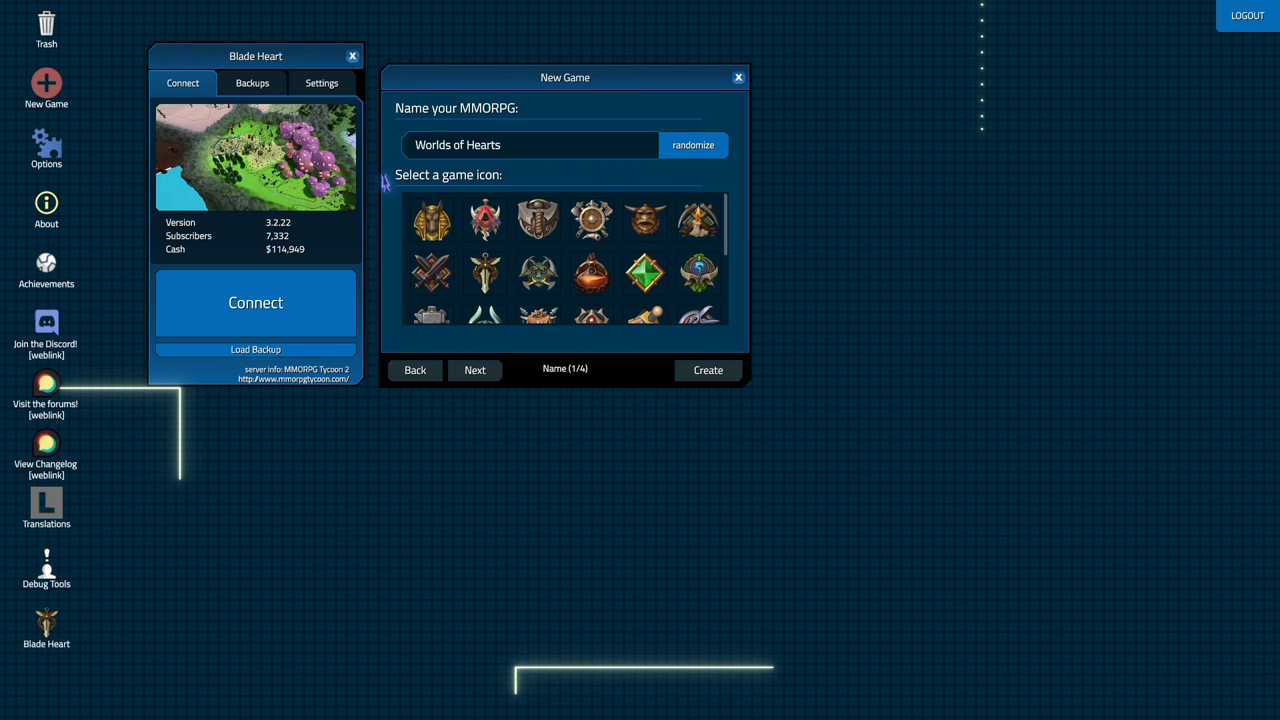 LOGOUT
Trash
New Game
Options
About
Achievements
Join the Discord!
[weblink]
Visit the forums!
[weblink]
View Changelog
[weblink]
L
Translations
Debug Tools
Blade Heart
Blade Heart
X
Connect
Backups
Settings
Version 3.2.22
Subscribers 7,332
Cash $114,949
Connect
Load Backup
server info: MMORPG Tycoon 2
http://www.mmorpgtycoon.com/
New Game
X
Name your MMORPG:
Worlds of Hearts
randomize
Select a game icon:
Back
Next
Name (1/4)
Create